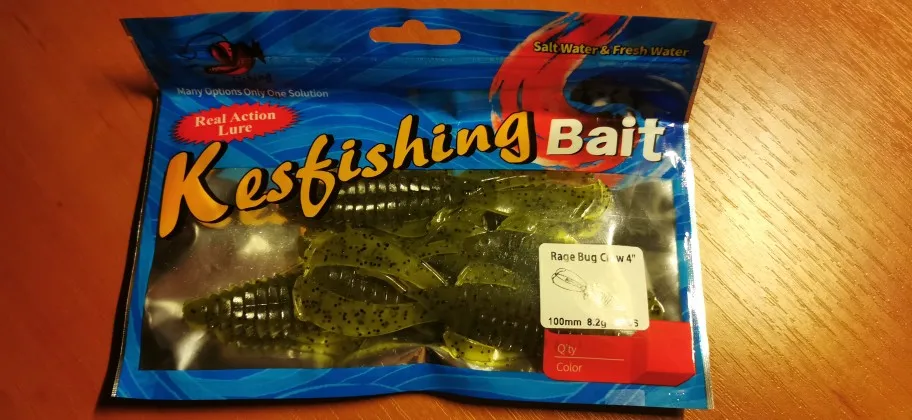 Salt Water & Fresh Water
Many Options Only One Solution
Real Action
Lure
Kesfishing Bait
Rage Bug 4"
100mm 8.2g
Q'ty
Color